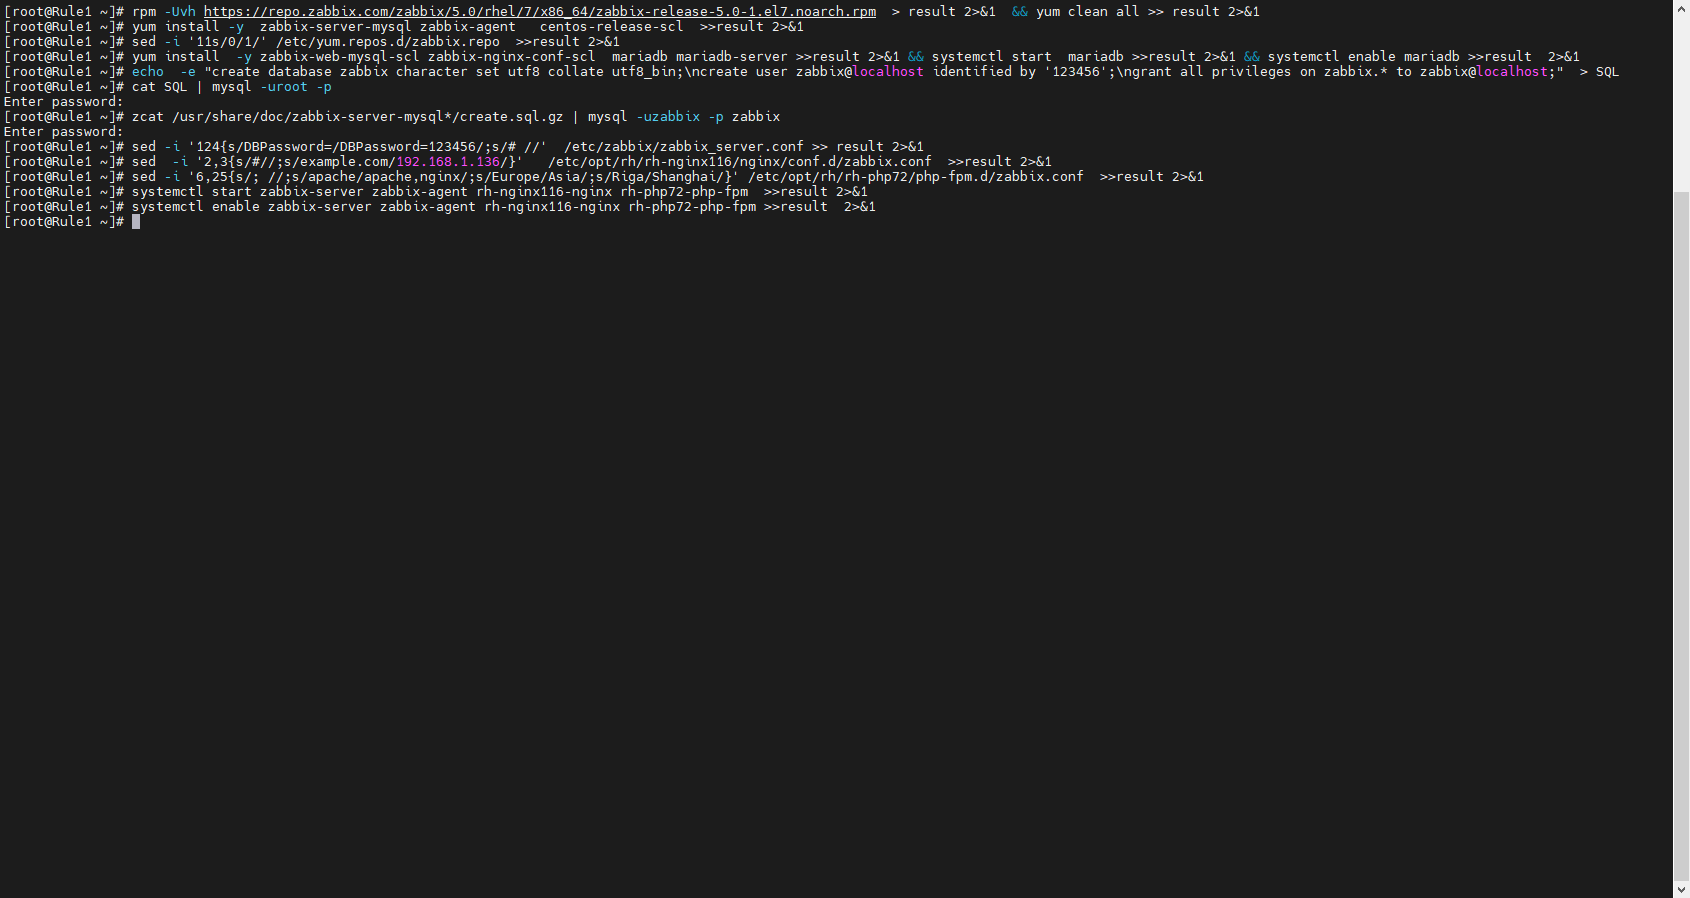 [root@Rule1 ~]# rpm -Uvh https://repo.zabbix.com/zabbix/5.0/rhel/7/x86_64/zabbix-release-5.0-1.el7.noarch.rpm  > result 2>&1  && yum clean all >> result 2>&1
[root@Rule1 ~]# yum install -y  zabbix-server-mysql zabbix-agent   centos-release-scl  >>result 2>&1
[root@Rule1 ~]# sed -i '11s/0/1/' /etc/yum.repos.d/zabbix.repo  >>result 2>&1
[root@Rule1 ~]# yum install  -y zabbix-web-mysql-scl zabbix-nginx-conf-scl  mariadb mariadb-server >>result 2>&1 && systemctl start  mariadb >>result 2>&1 && systemctl enable mariadb >>result  2>&1
[root@Rule1 ~]# echo  -e "create database zabbix character set utf8 collate utf8_bin;\ncreate user zabbix@localhost identified by '123456';\ngrant all privileges on zabbix.* to zabbix@localhost;"  > SQL
[root@Rule1 ~]# cat SQL | mysql -uroot -p
Enter password:
[root@Rule1 ~]# zcat /usr/share/doc/zabbix-server-mysql*/create.sql.gz | mysql -uzabbix -p zabbix
Enter password:
[root@Rule1 ~]# sed -i '124{s/DBPassword=/DBPassword=123456/;s/# //'  /etc/zabbix/zabbix_server.conf >> result 2>&1
[root@Rule1 ~]# sed  -i '2,3{s/#//;s/example.com/192.168.1.136/}'   /etc/opt/rh/rh-nginx116/nginx/conf.d/zabbix.conf  >>result 2>&1
[root@Rule1 ~]# sed -i '6,25{s/; //;s/apache/apache,nginx/;s/Europe/Asia/;s/Riga/Shanghai/}' /etc/opt/rh/rh-php72/php-fpm.d/zabbix.conf  >>result 2>&1
[root@Rule1 ~]# systemctl start zabbix-server zabbix-agent rh-nginx116-nginx rh-php72-php-fpm  >>result 2>&1
[root@Rule1 ~]# systemctl enable zabbix-server zabbix-agent rh-nginx116-nginx rh-php72-php-fpm >>result  2>&1
[root@Rule1 ~]#